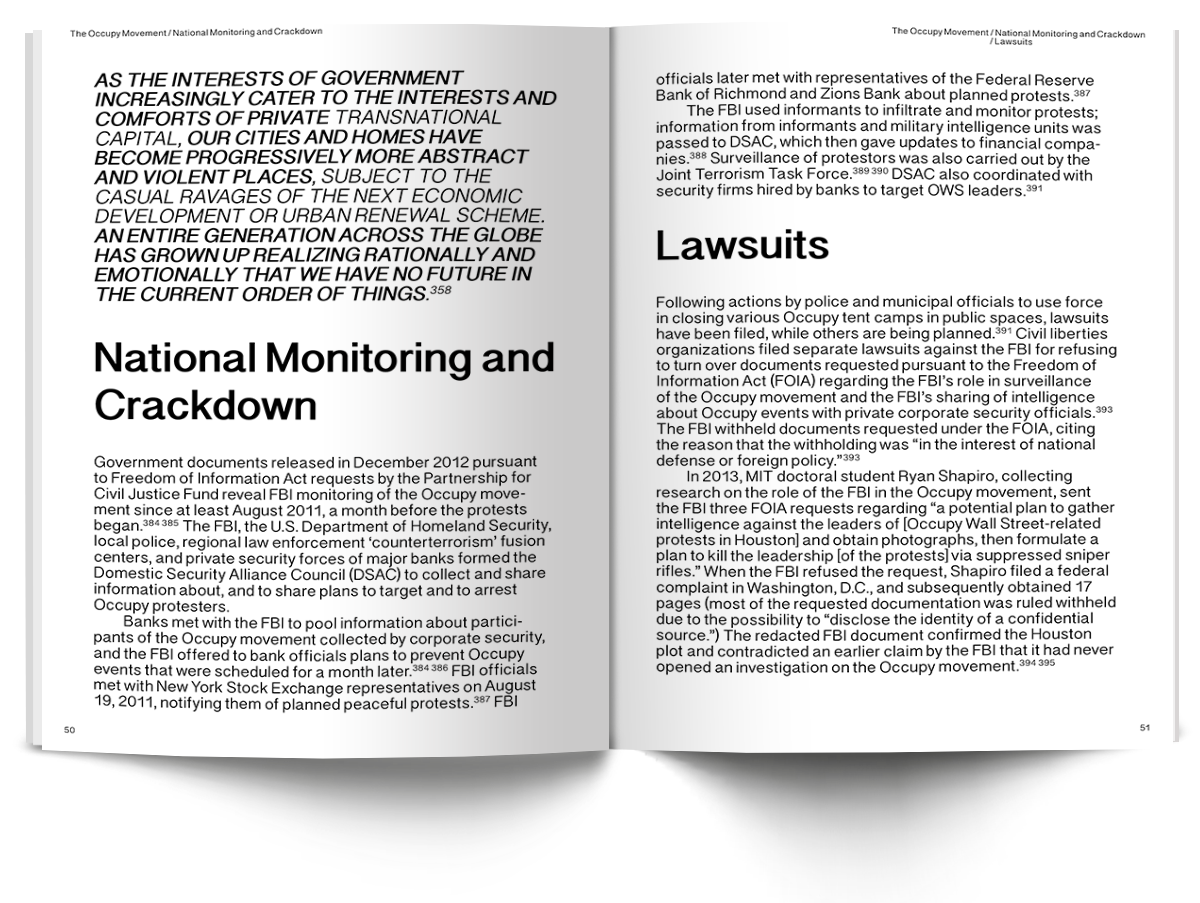 The Occupy Movement / National Monitoring and Crackdown
AS THE INTERESTS OF GOVERNMENT
INCREASINGLY CATER TO THE INTERESTS AND
COMFORTS OF PRIVATE TRANSNATIONAL
CAPITAL, OUR CITIES AND HOMES HAVE
BECOME PROGRESSIVELY MORE ABSTRACT
AND VIOLENT PLACES, SUBJECT TO THE
CASUAL RAVAGES OF THE NEXT ECONOMIC
DEVELOPMENT OR URBAN RENEWAL SCHEME.
AN ENTIRE GENERATION ACROSS THE GLOBE
HAS GROWN UP REALIZING RATIONALLY AND
EMOTIONALLY THAT WE HAVE NO FUTURE IN
THE CURRENT ORDER OF THINGS.358
National Monitoring and
Crackdown
Government documents released in December 2012 pursuant
to Freedom of Information Act requests by the Partnership for
Civil Justice Fund reveal FBI monitoring of the Occupy move-
ment since at least August 2011, a month before the protests
began.384 385 The FBI, the U.S. Department of Homeland Security,
local police, regional law enforcement ‘counterterrorism’ fusion
centers, and private security forces of major banks formed the
Domestic Security Alliance Council (DSAC) to collect and share
information about, and to share plans to target and to arrest
Occupy protesters.
Banks met with the FBI to pool information about partici-
pants of the Occupy movement collected by corporate security,
and the FBI offered to bank officials plans to prevent Occupy
events that were scheduled for a month later.384 386 FBI officials
met with New York Stock Exchange representatives on August
19, 2011, notifying them of planned peaceful protests.387 FBI
50
The Occupy Movement / National Monitoring and Crackdown
/ Lawsuits
officials later met with representatives of the Federal Reserve
Bank of Richmond and Zions Bank about planned protests.387
The FBI used informants to infiltrate and monitor protests;
information from informants and military intelligence units was
passed to DSAC, which then gave updates to financial compa-
nies.388 Surveillance of protestors was also carried out by the
Joint Terrorism Task Force.389 390 DSAC also coordinated with
security firms hired by banks to target OWS leaders.391
Lawsuits
Following actions by police and municipal officials to use force
in closing various Occupy tent camps in public spaces, lawsuits
have been filed, while others are being planned.391 Civil liberties
organizations filed separate lawsuits against the FBI for refusing
to turn over documents requested pursuant to the Freedom of
Information Act (FOIA) regarding the FBI’s role in surveillance
of the Occupy movement and the FBI’s sharing of intelligence
about Occupy events with private corporate security officials.393
The FBI withheld documents requested under the FOIA, citing
the reason that the withholding was “in the interest of national
defense or foreign policy.”393
In 2013, MIT doctoral student Ryan Shapiro, collecting
research on the role of the FBI in the Occupy movement, sent
the FBI three FOIA requests regarding “a potential plan to gather
intelligence against the leaders of [Occupy Wall Street-related
protests in Houston] and obtain photographs, then formulate a
plan to kill the leadership [of the protests] via suppressed sniper
rifles.” When the FBI refused the request, Shapiro filed a federal
complaint in Washington, D.C., and subsequently obtained 17
pages (most of the requested documentation was ruled withheld
due to the possibility to “disclose the identity of a confidential
source.”) The redacted FBI document confirmed the Houston
plot and contradicted an earlier claim by the FBI that it had never
opened an investigation on the Occupy movement.394 395
51